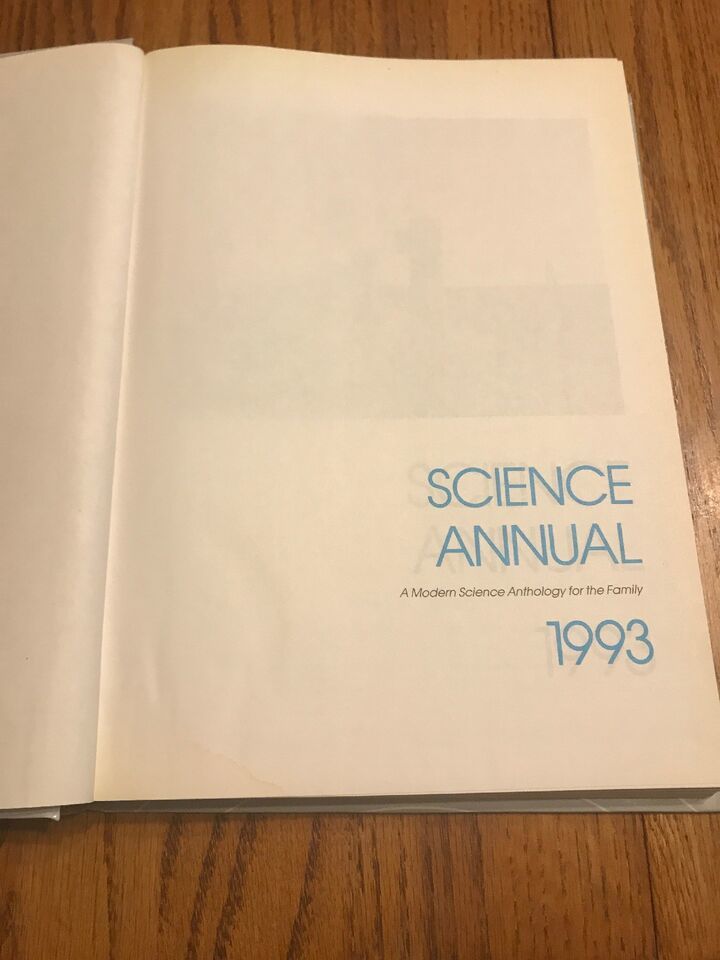 SCIENCE
ANNUAL
A Modern Science Anthology for the Family
1993